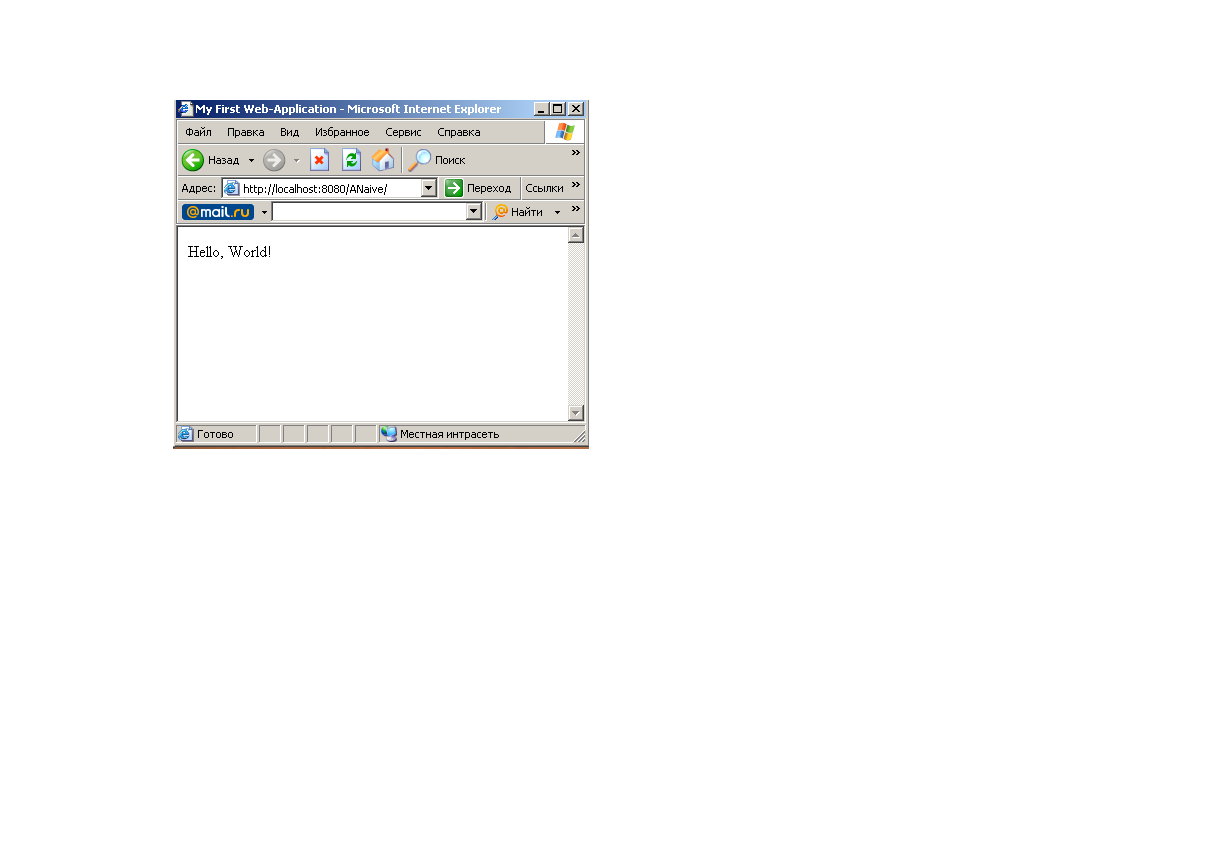 My First Web-Application - Microsoft Internet Explorer
Файл Правка Вид Избранное Сервис Справка
Назад Поиск »
Адрес: http://localhost:8080/ANaive/ Переход Ссылки »
@mail.ru Найти »
Hello, World!
Готово Местная интрасеть